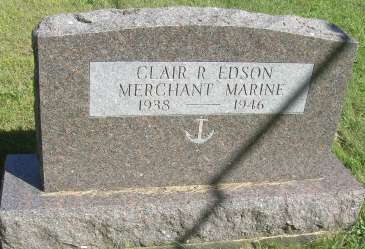 CLAIR R EDSON
MERCHANT MARINE
1938 — 1946